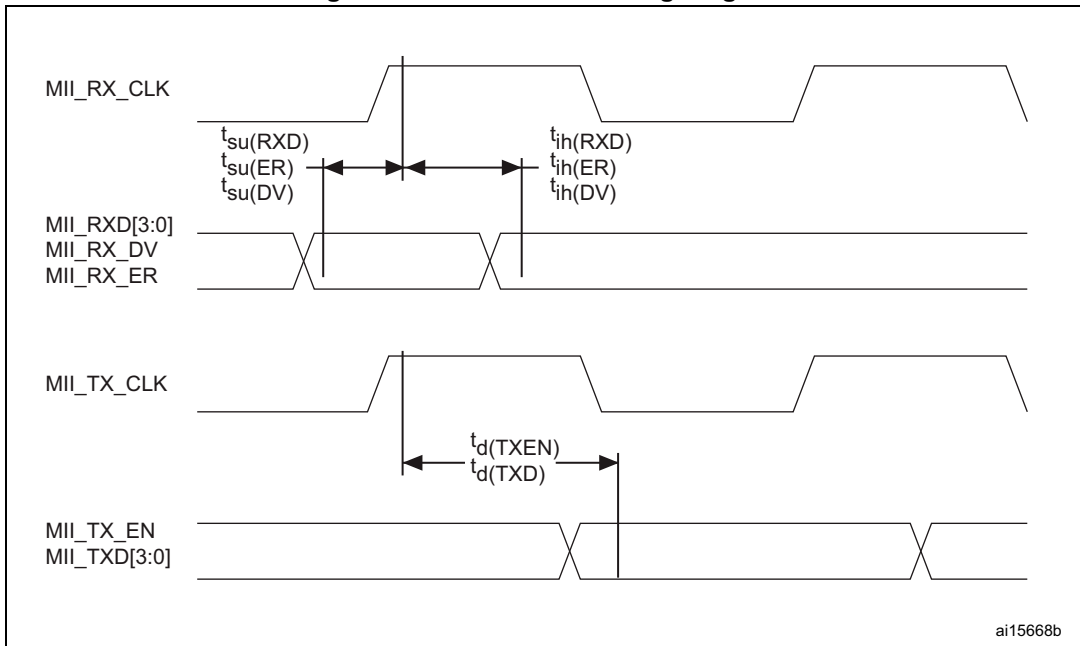 MII_RX_CLK
tsu(RXD)
tsu(ER)
tsu(DV)
tih(RXD)
tih(ER)
tih(DV)
MII_RXD[3:0]
MII_RX_DV
MII_RX_ER
MII_TX_CLK
td(TXEN)
td(TXD)
MII_TX_EN
MII_TXD[3:0]
ai15668b